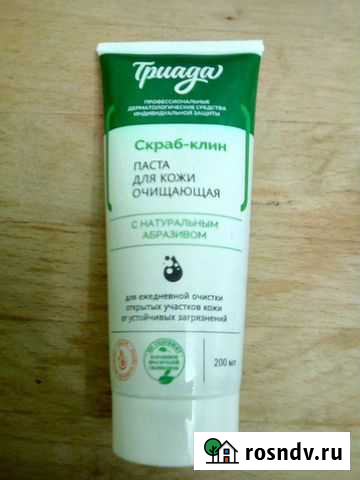 Триада
ПРОФЕССИОНАЛЬНЫЕ
ДЕРМАТОЛОГИЧЕСКИЕ СРЕДСТВА
ИНДИВИДУАЛЬНОЙ ЗАЩИТЫ
Скраб-клин
ПАСТА
ДЛЯ КОЖИ
ОЧИЩАЮЩАЯ
С НАТУРАЛЬНЫМ
АБРАЗИВОМ
для ежедневной очистки
открытых участков кожи
от устойчивых загрязнений
200 мл
rosndv.ru